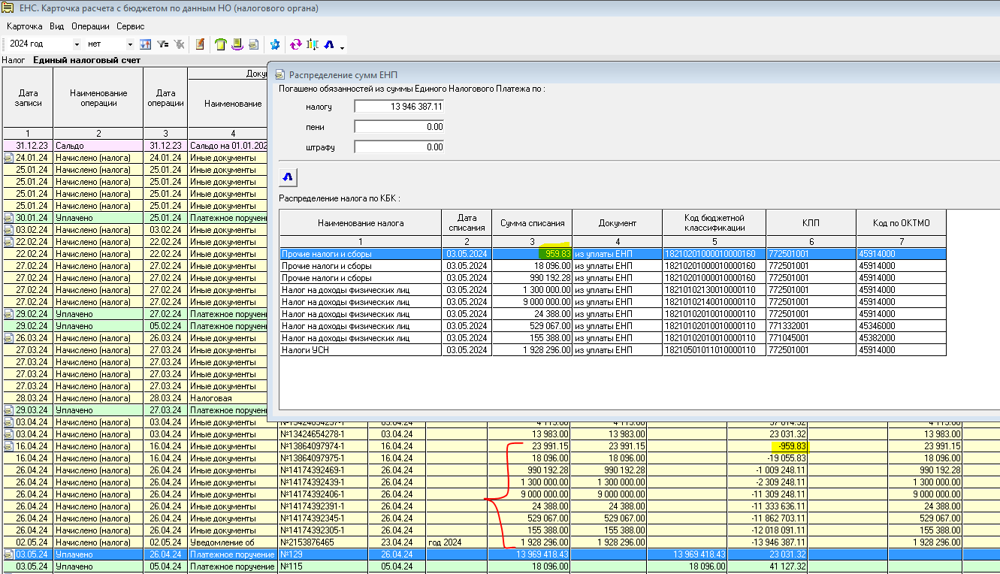 ЕНС. Карточка расчета с бюджетом по данным НО (налогового органа)
Карточка Вид Операции Сервис
2024 год нет
Налог Единый налоговый счет
Дата записи Наименование операции Дата операции Наименование
1 2 3 4
31.12.23 Сальдо 31.12.23 Сальдо на 01.01.202
24.01.24 Начислено (налога) 24.01.24 Иные документы
25.01.24 Начислено (налога) 25.01.24 Иные документы
25.01.24 Начислено (налога) 25.01.24 Иные документы
25.01.24 Начислено (налога) 25.01.24 Иные документы
25.01.24 Начислено (налога) 25.01.24 Иные документы
30.01.24 Уплачено 25.01.24 Платежное поручен
03.02.24 Начислено (налога) 03.02.24 Иные документы
22.02.24 Начислено (налога) 22.02.24 Иные документы
22.02.24 Начислено (налога) 22.02.24 Иные документы
27.02.24 Начислено (налога) 27.02.24 Иные документы
27.02.24 Начислено (налога) 27.02.24 Иные документы
27.02.24 Начислено (налога) 27.02.24 Иные документы
27.02.24 Начислено (налога) 27.02.24 Иные документы
29.02.24 Уплачено 27.02.24 Платежное поручен
29.02.24 Уплачено 05.02.24 Платежное поручен
26.03.24 Начислено (налога) 26.03.24 Иные документы
27.03.24 Начислено (налога) 27.03.24 Иные документы
27.03.24 Начислено (налога) 27.03.24 Иные документы
27.03.24 Начислено (налога) 27.03.24 Иные документы
27.03.24 Начислено (налога) 27.03.24 Иные документы
28.03.24 Начислено (налога) 28.03.24 Налоговая
29.03.24 Уплачено 27.03.24 Платежное поручен
Распределение сумм ЕНП
Погашено обязанностей из суммы Единого Налогового Платежа по :
налогу 13 946 387.11
пени 0.00
штрафу 0.00
Распределение налога по КБК :
Наименование налога Дата списания Сумма списания Документ Код бюджетной классификации КПП Код по ОКТМО
1 2 3 4 5 6 7
Прочие налоги и сборы 03.05.2024 959.83 из уплаты ЕНП 18210201000010000160 772501001 45914000
Прочие налоги и сборы 03.05.2024 18 096.00 из уплаты ЕНП 18210201000010000160 772501001 45914000
Прочие налоги и сборы 03.05.2024 990 192.28 из уплаты ЕНП 18210201000010000160 772501001 45914000
Налог на доходы физических лиц 03.05.2024 1 300 000.00 из уплаты ЕНП 18210102130010000110 772501001 45914000
Налог на доходы физических лиц 03.05.2024 9 000 000.00 из уплаты ЕНП 18210102140010000110 772501001 45914000
Налог на доходы физических лиц 03.05.2024 24 388.00 из уплаты ЕНП 18210102010010000110 772501001 45914000
Налог на доходы физических лиц 03.05.2024 529 067.00 из уплаты ЕНП 18210102010010000110 771332001 45346000
Налог на доходы физических лиц 03.05.2024 155 388.00 из уплаты ЕНП 18210102010010000110 771045001 45382000
Налоги УСН 03.05.2024 1 928 296.00 из уплаты ЕНП 18210501011010000110 772501001 45914000
03.04.24 Начислено (налога) 03.04.24 Иные документы
03.04.24 Начислено (налога) 03.04.24 Иные документы №13424654278-1 03.04.24 13 983.00 13 983.00 23 031.32 13 983.00
16.04.24 Начислено (налога) 16.04.24 Иные документы №13864097974-1 16.04.24 23 991.15 23 991.15 -959.83 23 991.15
16.04.24 Начислено (налога) 16.04.24 Иные документы №13864097975-1 16.04.24 18 096.00 18 096.00 -19 055.83 18 096.00
26.04.24 Начислено (налога) 26.04.24 Иные документы №14174392469-1 26.04.24 990 192.28 990 192.28 -1 009 248.11 990 192.28
26.04.24 Начислено (налога) 26.04.24 Иные документы №14174392439-1 26.04.24 1 300 000.00 1 300 000.00 -2 309 248.11 1 300 000.00
26.04.24 Начислено (налога) 26.04.24 Иные документы №14174392406-1 26.04.24 9 000 000.00 9 000 000.00 -11 309 248.11 9 000 000.00
26.04.24 Начислено (налога) 26.04.24 Иные документы №14174392391-1 26.04.24 24 388.00 24 388.00 -11 333 636.11 24 388.00
26.04.24 Начислено (налога) 26.04.24 Иные документы №14174392345-1 26.04.24 529 067.00 529 067.00 -11 862 703.11 529 067.00
26.04.24 Начислено (налога) 26.04.24 Иные документы №14174392305-1 26.04.24 155 388.00 155 388.00 -12 018 091.11 155 388.00
02.05.24 Начислено (налога) 02.05.24 Уведомление об №2153876465 23.04.24 год 2024 1 928 296.00 1 928 296.00 -13 946 387.11 1 928 296.00
03.05.24 Уплачено 26.04.24 Платежное поручение №129 26.04.24 13 969 418.43 13 969 418.43 23 031.32
03.05.24 Уплачено 05.04.24 Платежное поручение №115 05.04.24 18 096.00 18 096.00 41 127.32